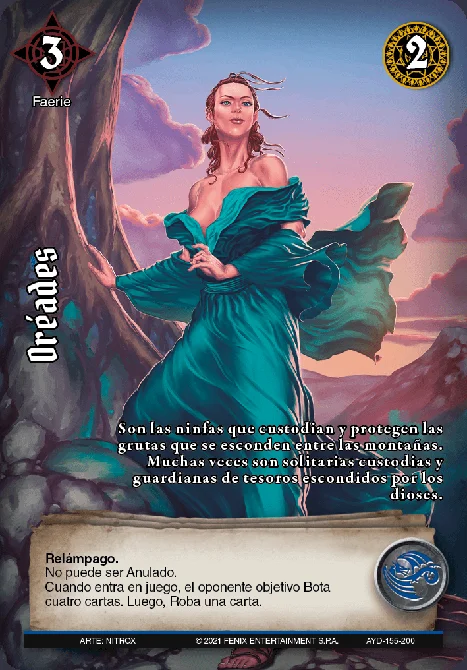 3
2
Faerie
Oréades
Son las ninfas que custodian y protegen las
grutas que se esconden entre las montañas.
Muchas veces son solitarias custodias y
guardianas de tesoros escondidos por los
dioses.
Relámpago.
No puede ser Anulado.
Cuando entra en juego, el oponente objetivo Bota
cuatro cartas. Luego, Roba una carta.
ARTE: NITROX © 2021 FENIX ENTERTAINMENT S.P.A. AYD-155-200